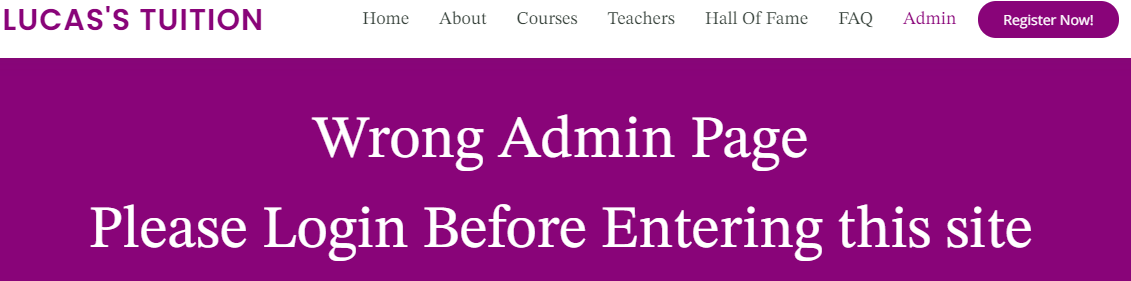 LUCAS'S TUITION Home About Courses Teachers Hall Of Fame FAQ Admin Register Now!
Wrong Admin Page
Please Login Before Entering this site